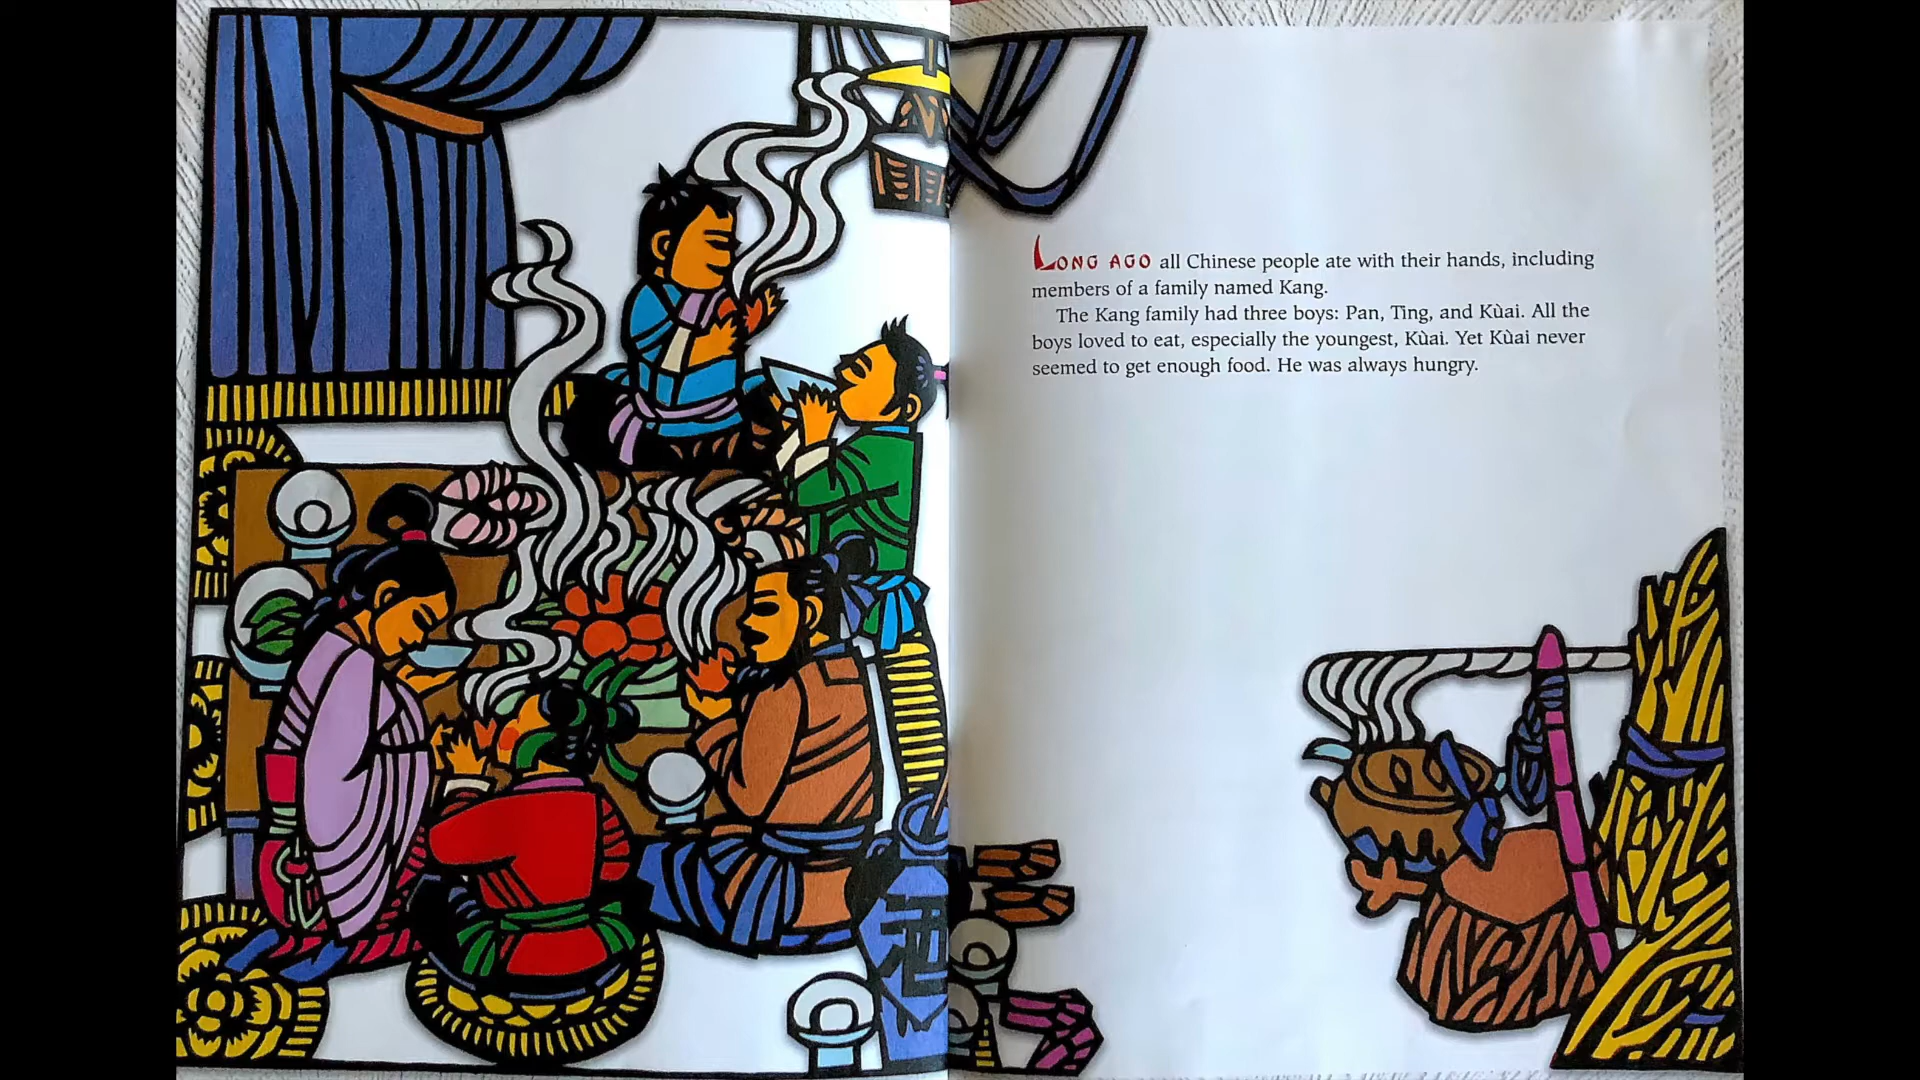 酒
LONG AGO all Chinese people ate with their hands, including
members of a family named Kang.
The Kang family had three boys: Pan, Tìng, and Kùai. All the
boys loved to eat, especially the youngest, Kùai. Yet Kùai never
seemed to get enough food. He was always hungry.